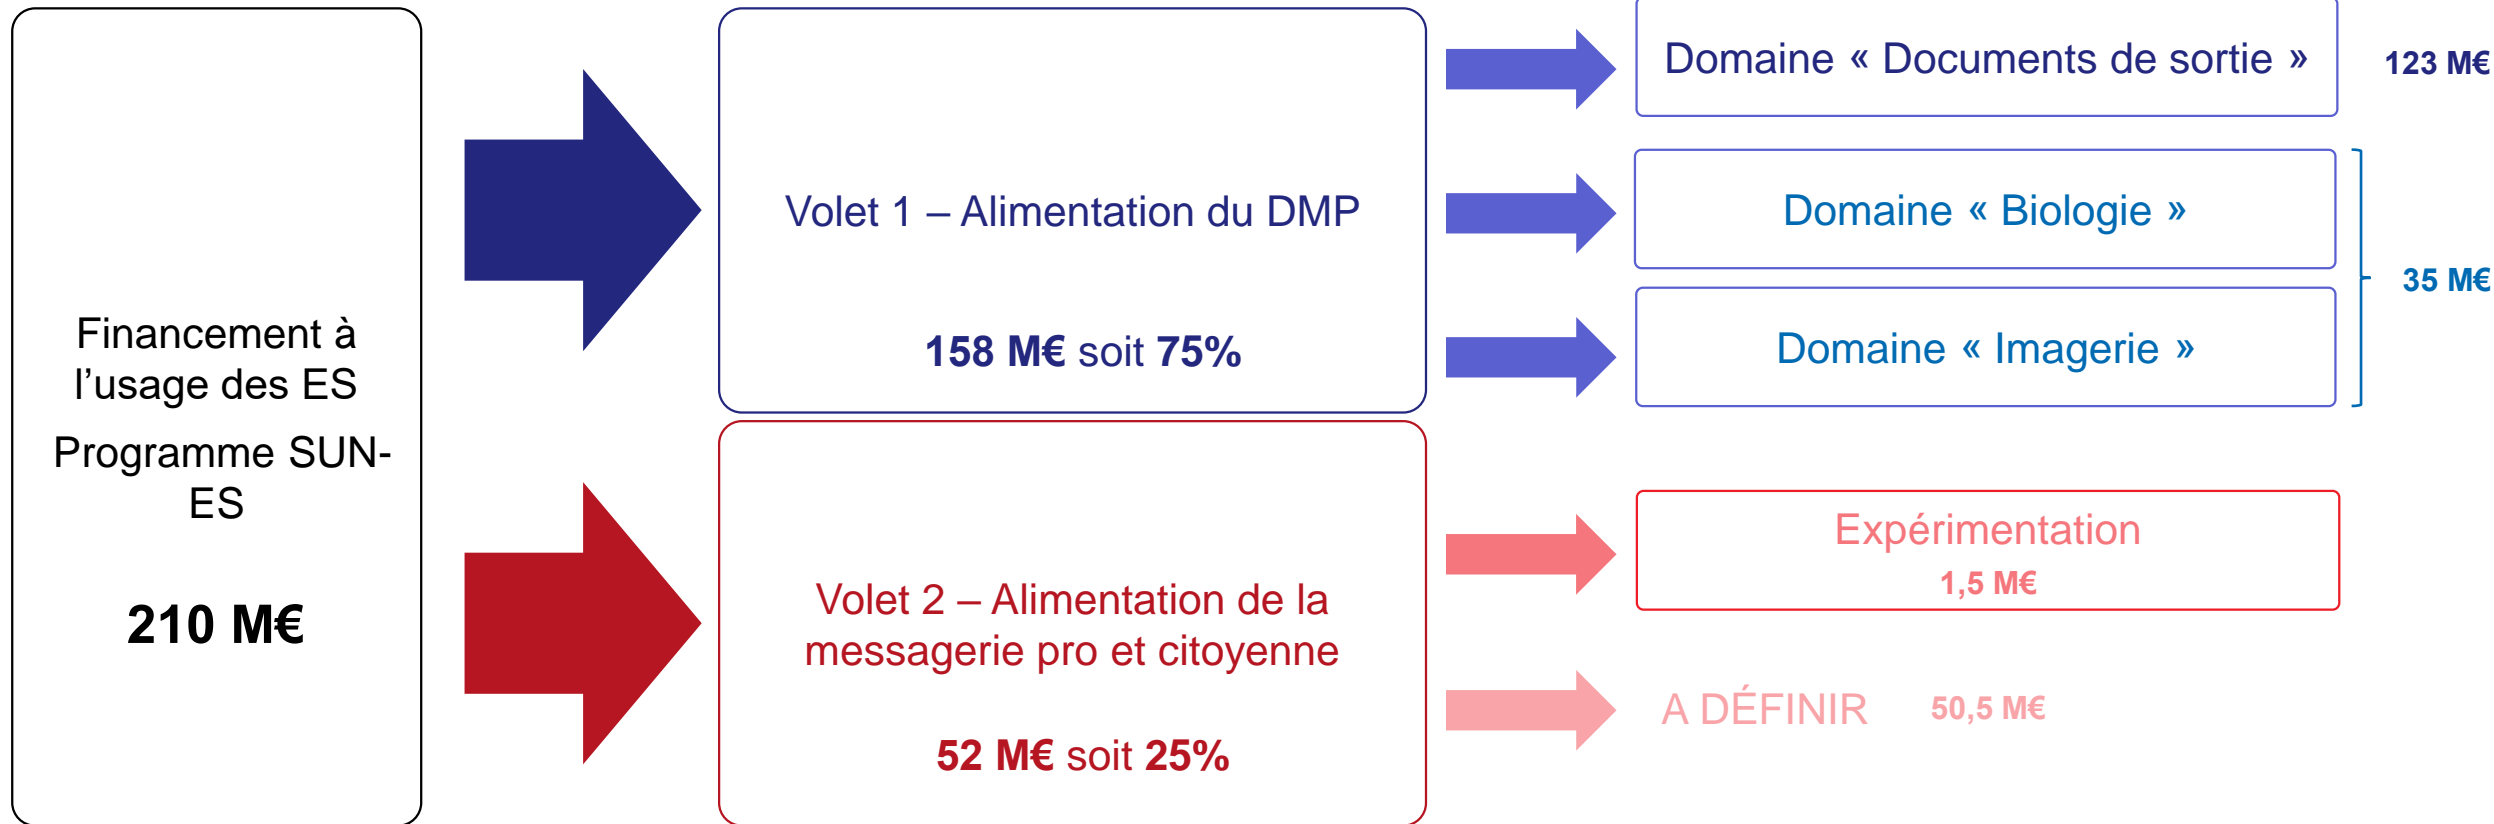 Financement à
l’usage des ES
Programme SUN-
ES
210 M€
Volet 1 – Alimentation du DMP
158 M€ soit 75%
Domaine « Documents de sortie »
123 M€
Domaine « Biologie »
Domaine « Imagerie »
35 M€
Volet 2 – Alimentation de la
messagerie pro et citoyenne
52 M€ soit 25%
Expérimentation
1,5 M€
A DÉFINIR
50,5 M€